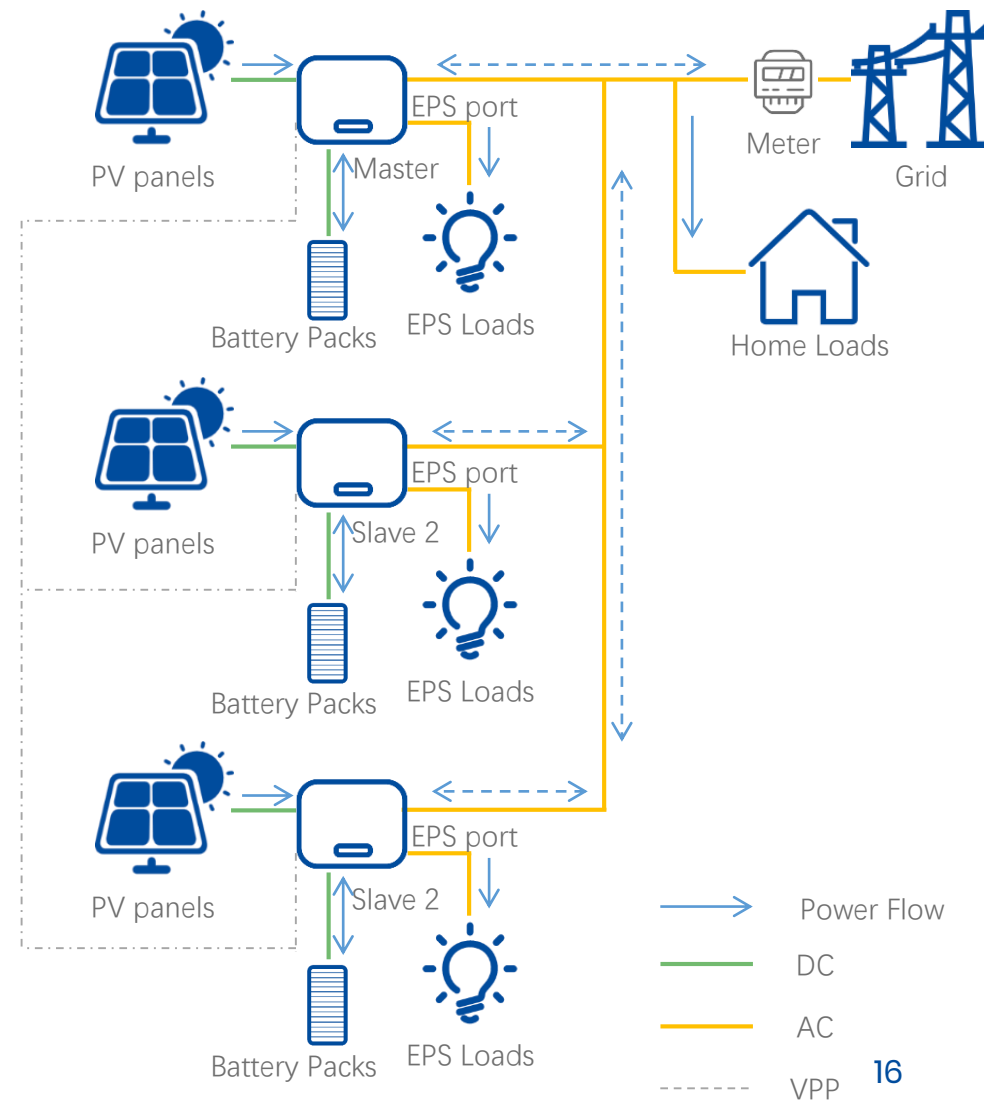 EPS port
Meter
Master
PV panels
Grid
EPS Loads
Battery Packs
Home Loads
EPS port
Slave 2
PV panels
EPS Loads
Battery Packs
EPS port
Slave 2
PV panels
Power Flow
DC
AC
EPS Loads
Battery Packs
16
VPP